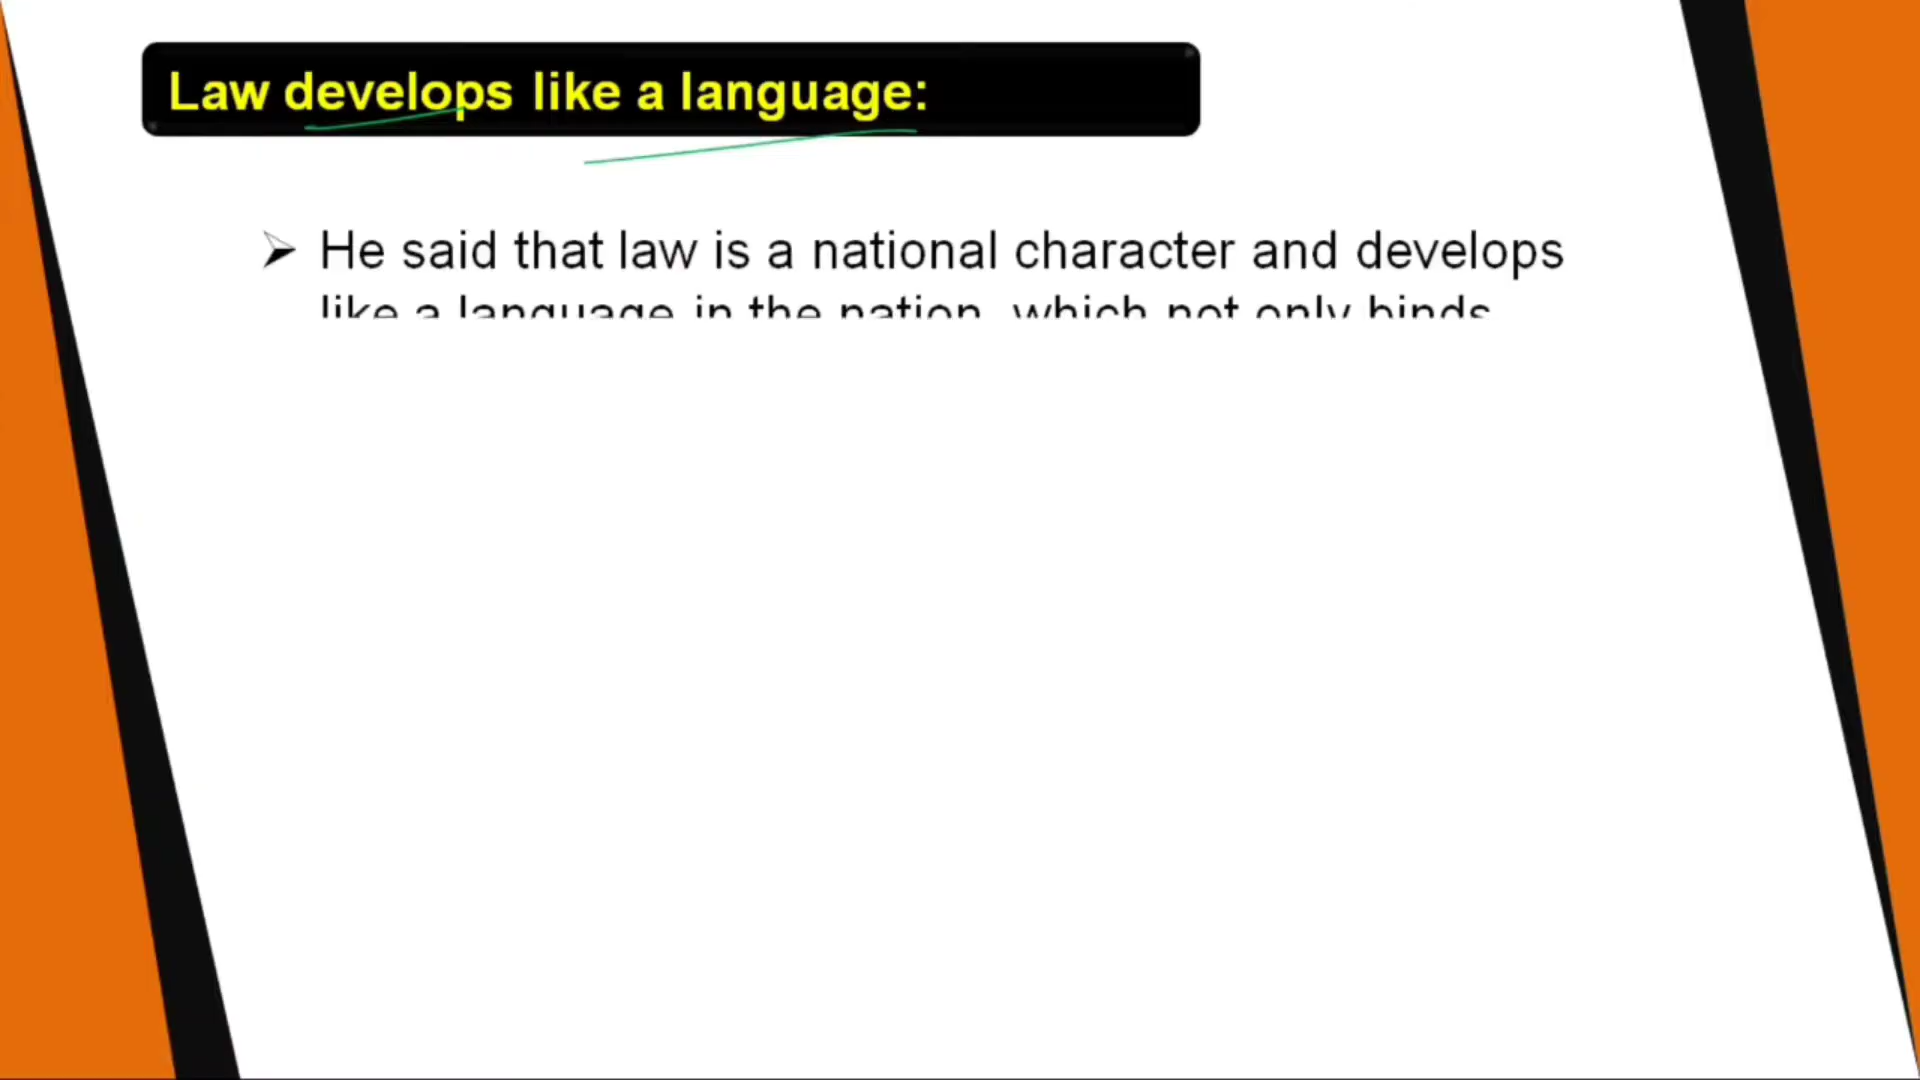 Law develops like a language:
He said that law is a national character and develops
like a language in the nation, which not only binds